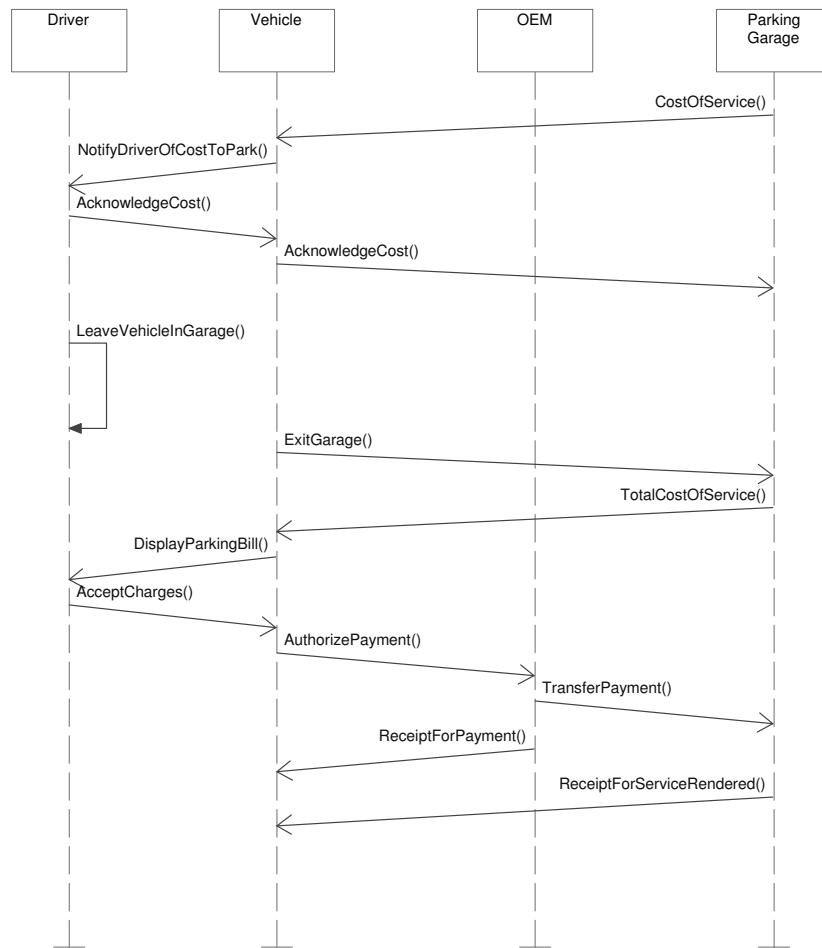 Driver
Vehicle
OEM
Parking
Garage
CostOfService()
NotifyDriverOfCostToPark()
AcknowledgeCost()
AcknowledgeCost()
LeaveVehicleInGarage()
ExitGarage()
TotalCostOfService()
DisplayParkingBill()
AcceptCharges()
AuthorizePayment()
TransferPayment()
ReceiptForPayment()
ReceiptForServiceRendered()